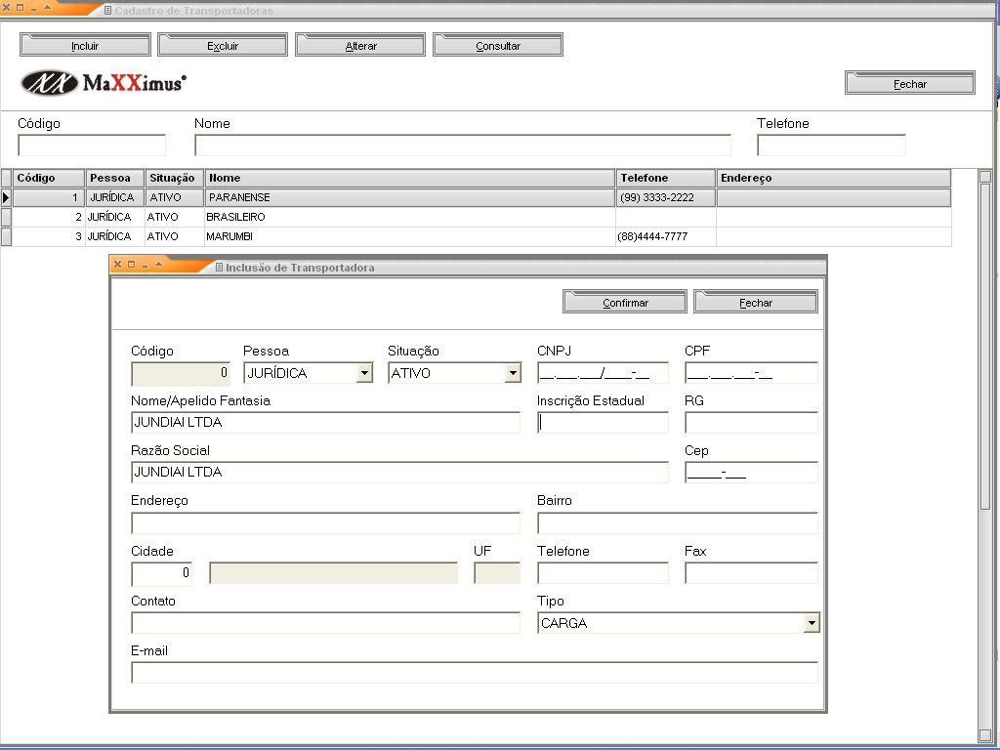 Cadastro de Transportadoras
Incluir Excluir Alterar Consultar
XX MaXXimus
Fechar
Código Nome Telefone
Código Pessoa Situação Nome Telefone Endereço
1 JURÍDICA ATIVO PARANENSE (99) 3333-2222
2 JURÍDICA ATIVO BRASILEIRO
3 JURÍDICA ATIVO MARUMBI (88)4444-7777
Inclusão de Transportadora
Confirmar Fechar
Código Pessoa Situação CNPJ CPF
0 JURÍDICA ATIVO __.___.___/____-__ ___.___.___-__
Nome/Apelido Fantasia Inscrição Estadual RG
JUNDIAI LTDA
Razão Social Cep
JUNDIAI LTDA _____-___
Endereço Bairro
Cidade UF Telefone Fax
0
Contato Tipo
CARGA
E-mail